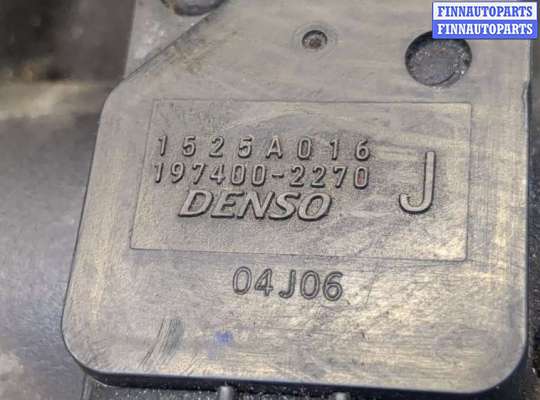 FINNAUTOPARTS
FINNAUTOPARTS
1525A016
197400-2270
J
DENSO
04J06